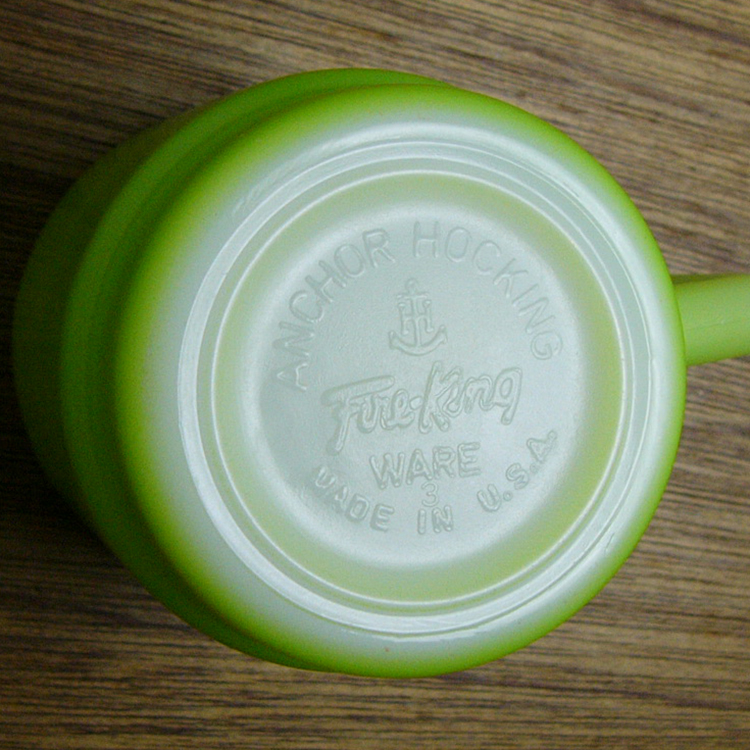 ANCHOR HOCKING
H
Fire-King
WARE
3
MADE IN U.S.A.